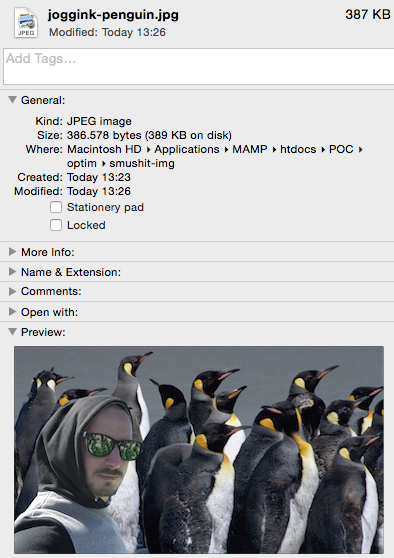 joggink-penguin.jpg 387 KB
Modified: Today 13:26
JPEG
Add Tags...
General:
Kind: JPEG image
Size: 386.578 bytes (389 KB on disk)
Where: Macintosh HD ▸ Applications ▸ MAMP ▸ htdocs ▸ POC ▸
optim ▸ smushit-img
Created: Today 13:23
Modified: Today 13:26
Stationery pad
Locked
More Info:
Name & Extension:
Comments:
Open with:
Preview: